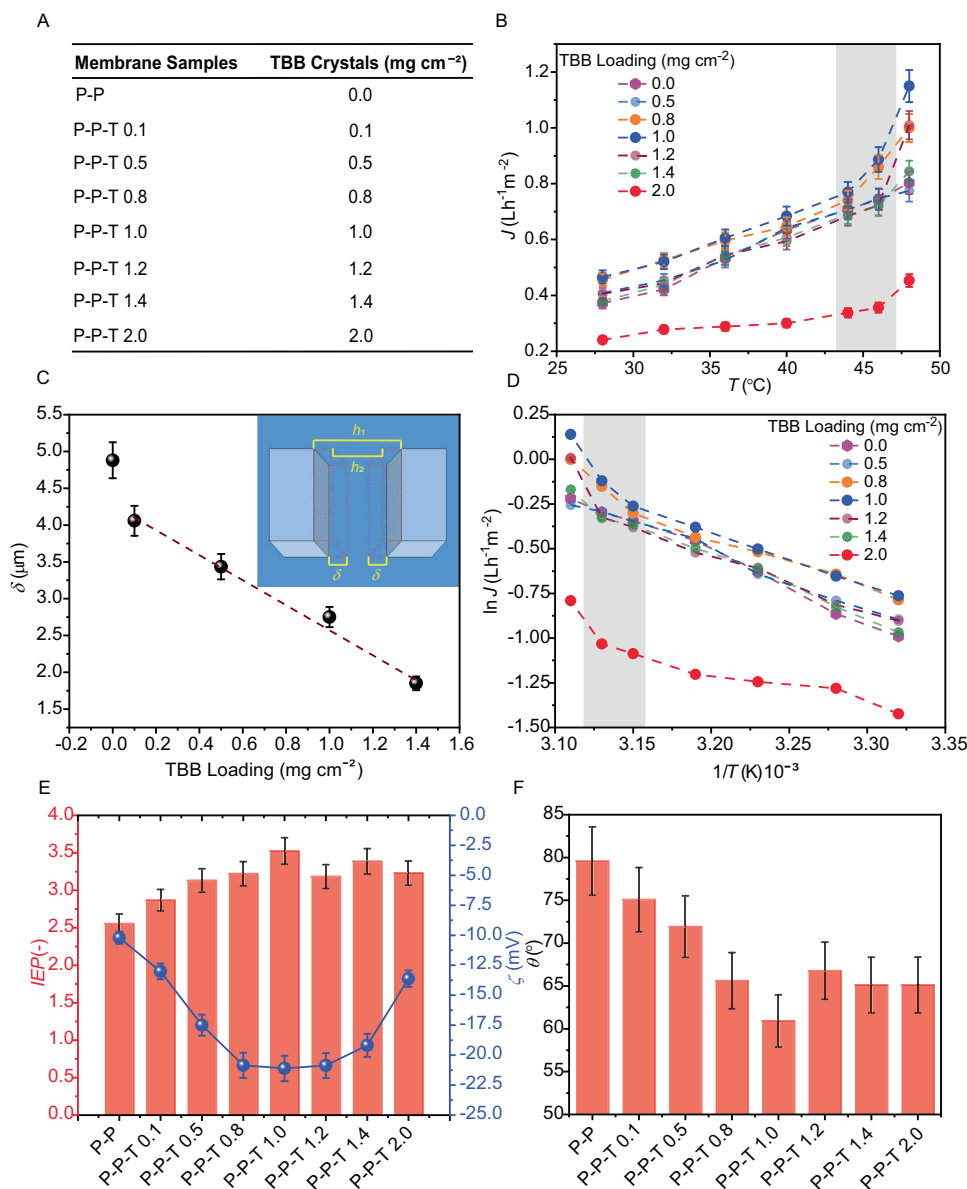 A
Membrane Samples TBB Crystals (mg cm⁻²)
P-P 0.0
P-P-T 0.1 0.1
P-P-T 0.5 0.5
P-P-T 0.8 0.8
P-P-T 1.0 1.0
P-P-T 1.2 1.2
P-P-T 1.4 1.4
P-P-T 2.0 2.0
B
TBB Loading (mg cm⁻²)
0.0
0.5
0.8
1.0
1.2
1.4
2.0
J (Lh⁻¹m⁻²)
1.2
1.0
0.8
0.6
0.4
0.2
25 30 35 40 45 50
T (°C)
C
δ (μm)
5.5
5.0
4.5
4.0
3.5
3.0
2.5
2.0
1.5
h₁
h₂
δ δ
-0.2 0.0 0.2 0.4 0.6 0.8 1.0 1.2 1.4 1.6
TBB Loading (mg cm⁻²)
D
TBB Loading (mg cm⁻²)
0.0
0.5
0.8
1.0
1.2
1.4
2.0
ln J (Lh⁻¹m⁻²)
0.25
0.00
-0.25
-0.50
-0.75
-1.00
-1.25
-1.50
3.10 3.15 3.20 3.25 3.30 3.35
1/T (K)10⁻³
E
IEP(-)
4.0
3.5
3.0
2.5
2.0
1.5
1.0
0.5
0.0
0.0
-2.5
-5.0
-7.5
-10.0
-12.5
-15.0
-17.5
-20.0
-22.5
-25.0
ζ (mV)
P-P P-P-T 0.1 P-P-T 0.5 P-P-T 0.8 P-P-T 1.0 P-P-T 1.2 P-P-T 1.4 P-P-T 2.0
F
θ (°)
85
80
75
70
65
60
55
50
P-P P-P-T 0.1 P-P-T 0.5 P-P-T 0.8 P-P-T 1.0 P-P-T 1.2 P-P-T 1.4 P-P-T 2.0